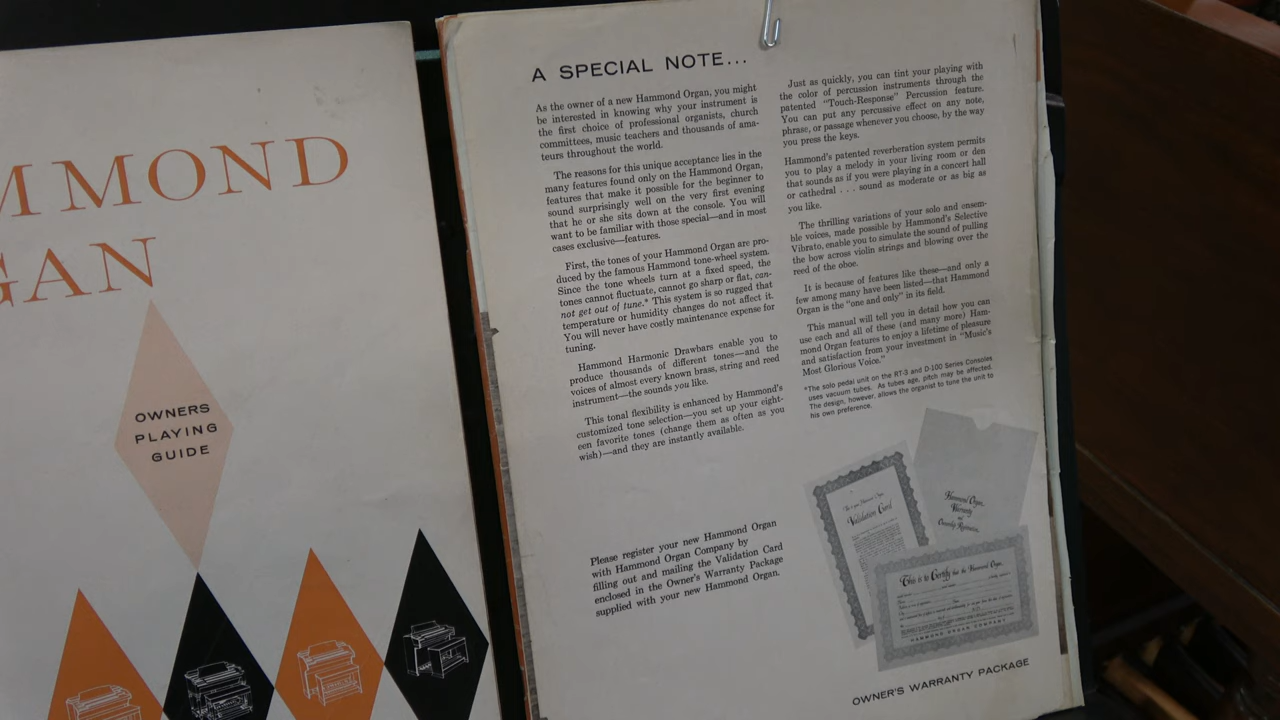 MMOND
GAN
OWNERS
PLAYING
GUIDE
A SPECIAL NOTE...
As the owner of a new Hammond Organ, you might
be interested in knowing why your instrument is
the first choice of professional organists, church
committees, music teachers and thousands of ama-
teurs throughout the world.
The reasons for this unique acceptance lies in the
many features found only on the Hammond Organ,
features that make it possible for the beginner to
sound surprisingly well on the very first evening
that he or she sits down at the console. You will
want to be familiar with those special—and in most
cases exclusive—features.
First, the tones of your Hammond Organ are pro-
duced by the famous Hammond tone-wheel system.
Since the tone wheels turn at a fixed speed, the
tones cannot fluctuate, cannot go sharp or flat, can-
not get out of tune.* This system is so rugged that
temperature or humidity changes do not affect it.
You will never have costly maintenance expense for
tuning.
Hammond Harmonic Drawbars enable you to
produce thousands of different tones—and the
voices of almost every known brass, string and reed
instrument—the sounds you like.
This tonal flexibility is enhanced by Hammond's
customized tone selection—you set up your eight-
een favorite tones (change them as often as you
wish)—and they are instantly available.
Please register your new Hammond Organ
with Hammond Organ Company by
filling out and mailing the Validation Card
enclosed in the Owner's Warranty Package
supplied with your new Hammond Organ.
Just as quickly, you can tint your playing with
the color of percussion instruments through the
patented "Touch-Response" Percussion feature.
You can put any percussive effect on any note,
phrase, or passage whenever you choose, by the way
you press the keys.
Hammond's patented reverberation system permits
you to play a melody in your living room or den
that sounds as if you were playing in a concert hall
or cathedral . . . sound as moderate or as big as
you like.
The thrilling variations of your solo and ensem-
ble voices, made possible by Hammond's Selective
Vibrato, enable you to simulate the sound of pulling
the bow across violin strings and blowing over the
reed of the oboe.
It is because of features like these—and only a
few among many have been listed—that Hammond
Organ is the "one and only" in its field.
This manual will tell you in detail how you can
use each and all of these (and many more) Ham-
mond Organ features to enjoy a lifetime of pleasure
and satisfaction from your investment in "Music's
Most Glorious Voice."
*The solo pedal unit on the RT-3 and D-100 Series Consoles
uses vacuum tubes. As tubes age, pitch may be affected.
The design, however, allows the organist to tune the unit to
his own preference.
Validation Card
Hammond Organ
Warranty
and
Ownership Registration
This is to Certify that the Hammond Organ
HAMMOND ORGAN COMPANY
OWNER'S WARRANTY PACKAGE